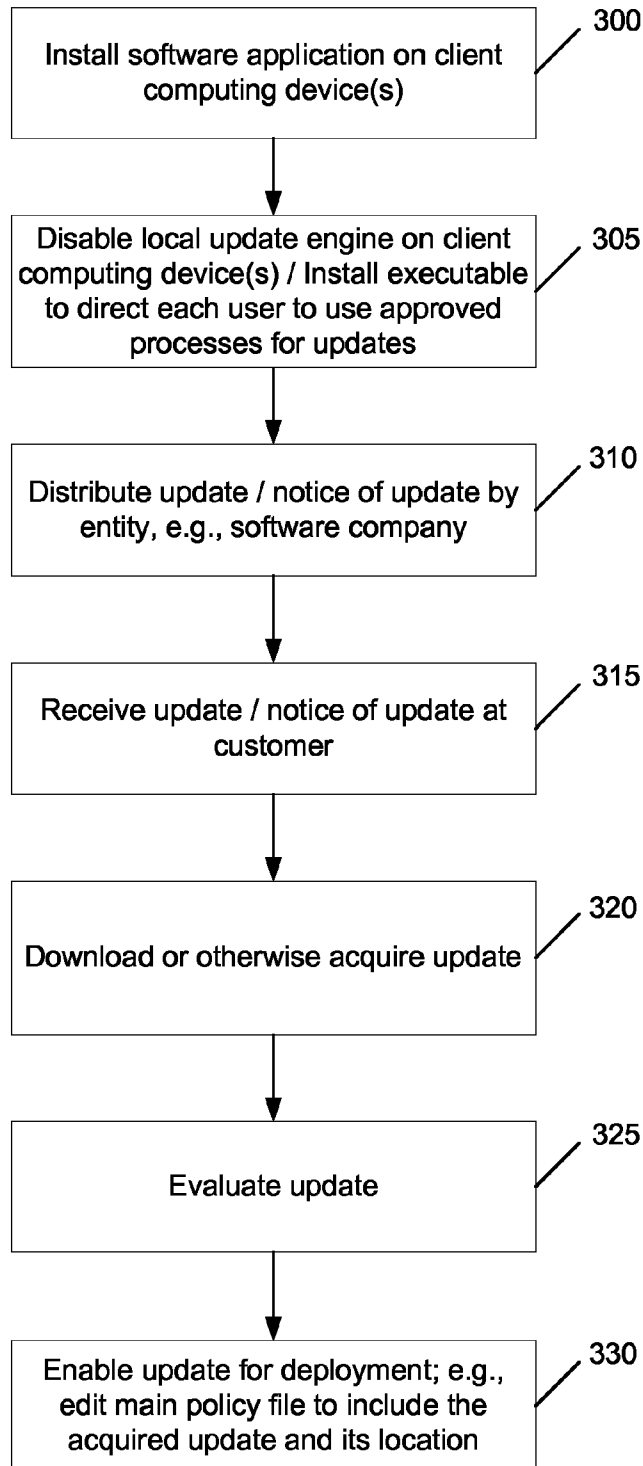 300
Install software application on client
computing device(s)
305
Disable local update engine on client
computing device(s) / Install executable
to direct each user to use approved
processes for updates
310
Distribute update / notice of update by
entity, e.g., software company
315
Receive update / notice of update at
customer
320
Download or otherwise acquire update
325
Evaluate update
330
Enable update for deployment; e.g.,
edit main policy file to include the
acquired update and its location